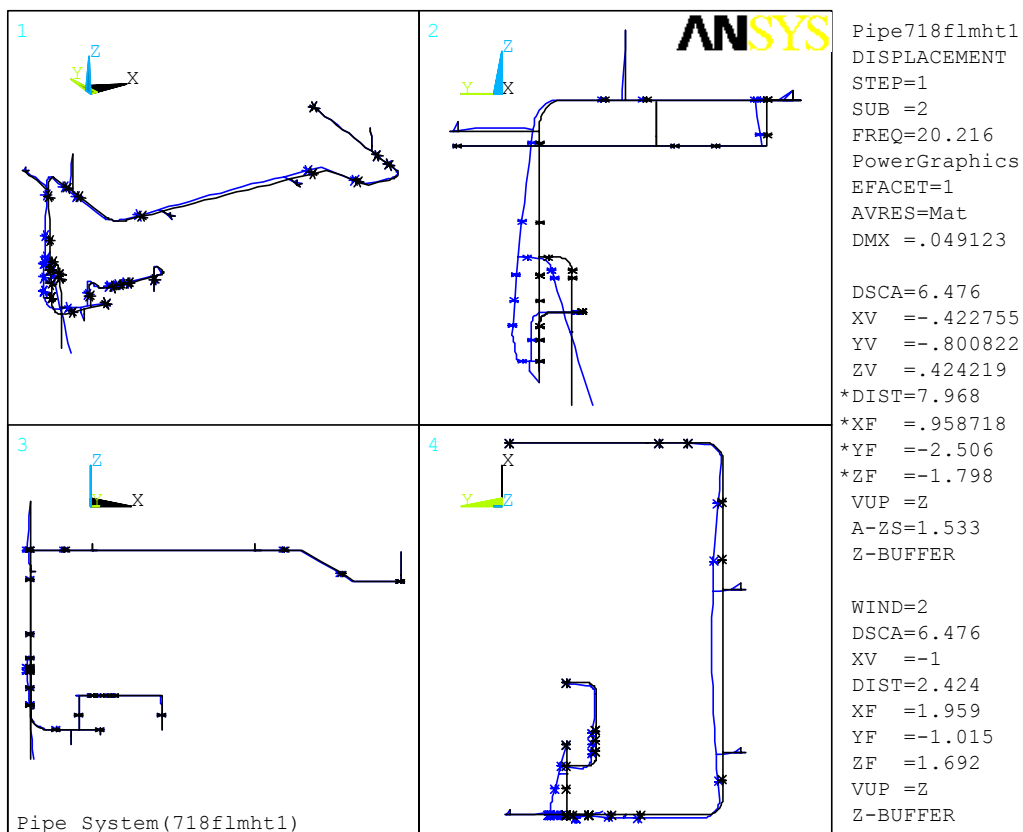 1
Z
Y
X
2
Z
Y
X
ANSYS
3
Z
Y
X
4
X
Y
Z
Pipe System(718flmht1)
Pipe718flmht1
DISPLACEMENT
STEP=1
SUB =2
FREQ=20.216
PowerGraphics
EFACET=1
AVRES=Mat
DMX =.049123
DSCA=6.476
XV =-.422755
YV =-.800822
ZV =.424219
*DIST=7.968
*XF =.958718
*YF =-2.506
*ZF =-1.798
VUP =Z
A-ZS=1.533
Z-BUFFER
WIND=2
DSCA=6.476
XV =-1
DIST=2.424
XF =1.959
YF =-1.015
ZF =1.692
VUP =Z
Z-BUFFER